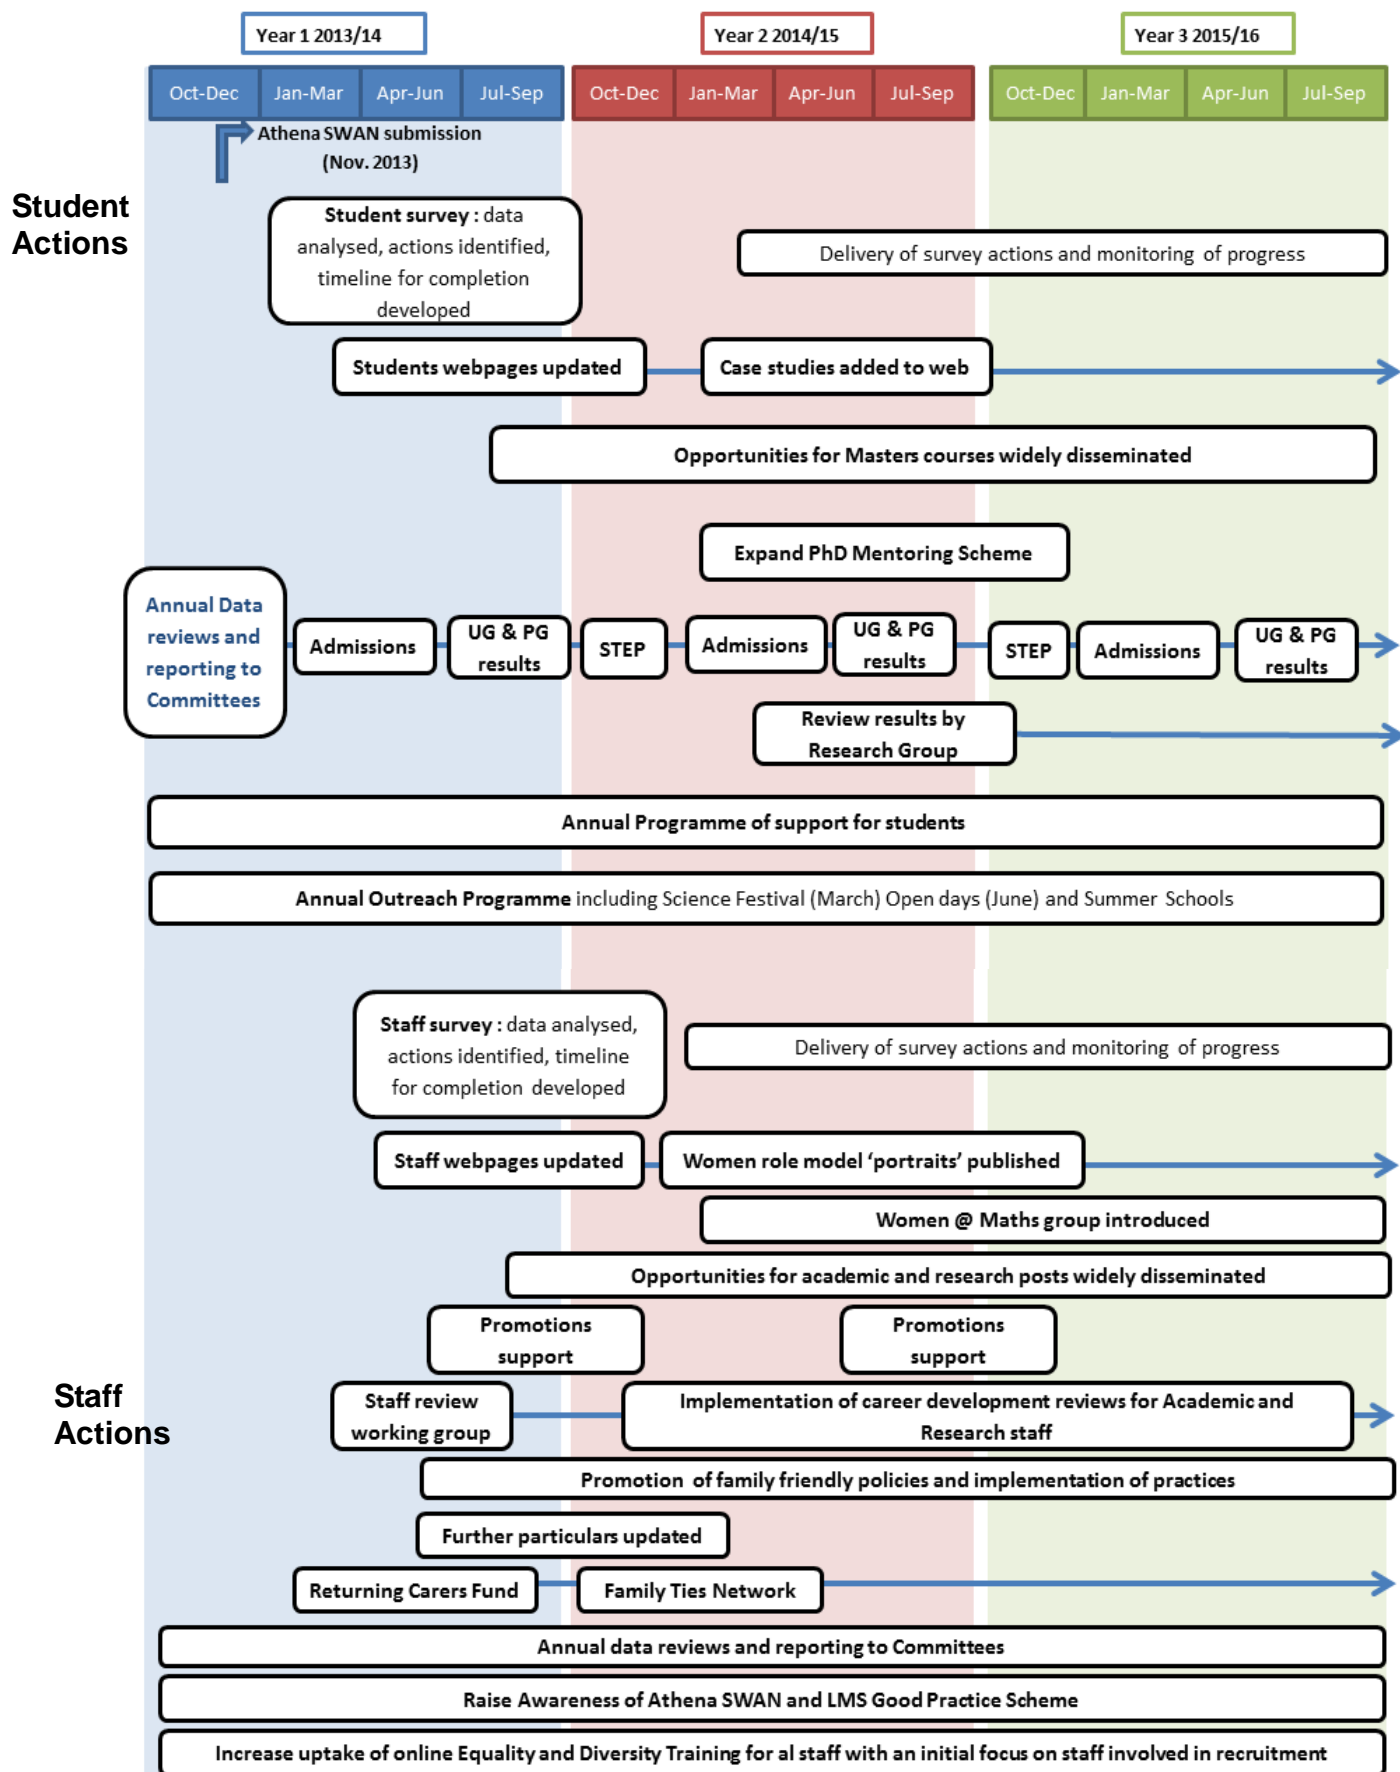 Year 1 2013/14
Year 2 2014/15
Year 3 2015/16
Oct-Dec Jan-Mar Apr-Jun Jul-Sep Oct-Dec Jan-Mar Apr-Jun Jul-Sep Oct-Dec Jan-Mar Apr-Jun Jul-Sep
Athena SWAN submission
(Nov. 2013)
Student
Actions
Student survey : data
analysed, actions identified,
timeline for completion
developed
Delivery of survey actions and monitoring of progress
Students webpages updated
Case studies added to web
Opportunities for Masters courses widely disseminated
Expand PhD Mentoring Scheme
Annual Data
reviews and
reporting to
Committees
Admissions
UG & PG
results
STEP
Admissions
UG & PG
results
STEP
Admissions
UG & PG
results
Review results by
Research Group
Annual Programme of support for students
Annual Outreach Programme including Science Festival (March) Open days (June) and Summer Schools
Staff survey : data analysed,
actions identified, timeline
for completion developed
Delivery of survey actions and monitoring of progress
Staff webpages updated
Women role model ‘portraits’ published
Women @ Maths group introduced
Opportunities for academic and research posts widely disseminated
Promotions
support
Promotions
support
Staff
Actions
Staff review
working group
Implementation of career development reviews for Academic and
Research staff
Promotion of family friendly policies and implementation of practices
Further particulars updated
Returning Carers Fund
Family Ties Network
Annual data reviews and reporting to Committees
Raise Awareness of Athena SWAN and LMS Good Practice Scheme
Increase uptake of online Equality and Diversity Training for al staff with an initial focus on staff involved in recruitment